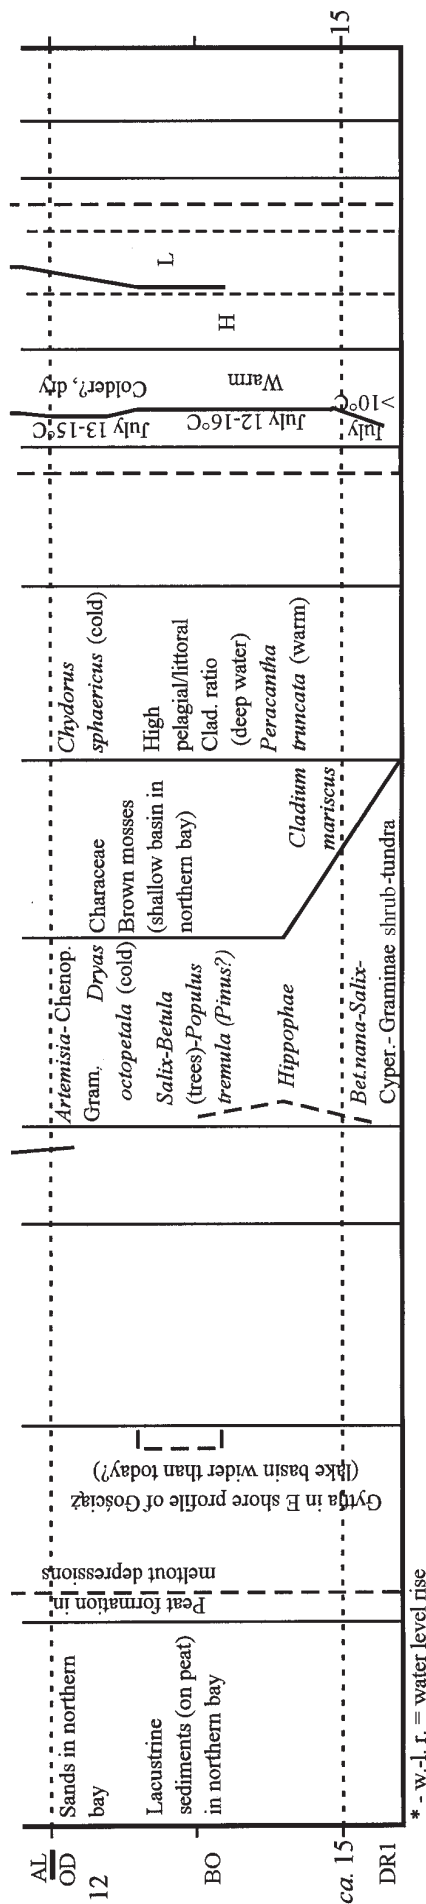 AL
OD
12
BO
ca. 15
DR1
Sands in northern
bay
Lacustrine
sediments (on peat)
in northern bay
Peat formation in
meltout depressions
Gyttja in E shore profile of Gościąż
(lake basin wider than today?)
Artemisia- Chenop.
Gram, Dryas
octopetala (cold)
Salix-Betula
(trees)-Populus
tremula (Pinus?)
Hippophae
Bet.nana-Salix-
Cyper.- Graminae shrub-tundra
Characeae
Brown mosses
(shallow basin in
northern bay)
Cladium
mariscus
Chydorus
sphaericus (cold)
High
pelagial/littoral
Clad. ratio
(deep water)
Peracantha
truncata (warm)
July 13-15°C
July 12-16°C
July
>10°C
Colder?, dry
Warm
H
L
15
* - w.-l. r. = water level rise